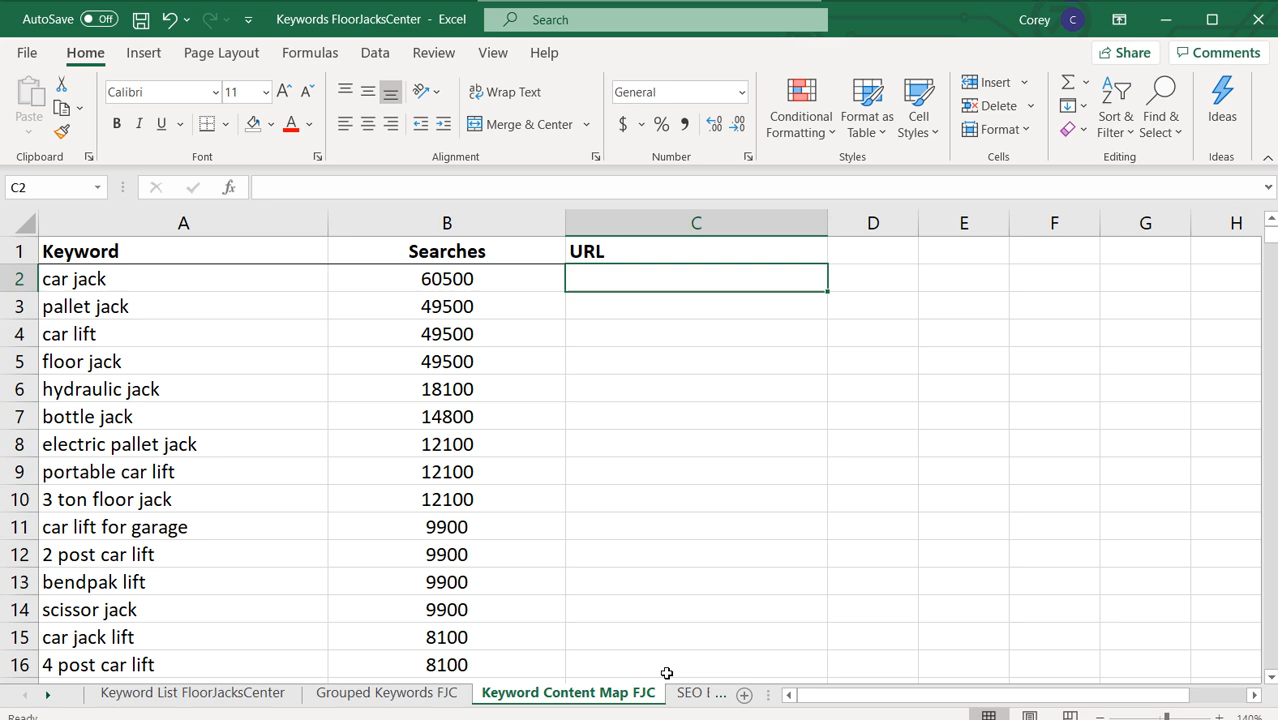 AutoSave Off Keywords FloorJacksCenter - Excel Search Corey C
File Home Insert Page Layout Formulas Data Review View Help Share Comments
Calibri 11 Wrap Text General Insert
Paste Merge & Center $ % Conditional Formatting Format as Table Cell Styles Delete Sort & Filter Find & Select Ideas
Format
Clipboard Font Alignment Number Styles Cells Editing Ideas
C2 fx
A B C D E F G H
1 Keyword Searches URL
2 car jack 60500
3 pallet jack 49500
4 car lift 49500
5 floor jack 49500
6 hydraulic jack 18100
7 bottle jack 14800
8 electric pallet jack 12100
9 portable car lift 12100
10 3 ton floor jack 12100
11 car lift for garage 9900
12 2 post car lift 9900
13 bendpak lift 9900
14 scissor jack 9900
15 car jack lift 8100
16 4 post car lift 8100
Keyword List FloorJacksCenter Grouped Keywords FJC Keyword Content Map FJC SEO ...
Ready 140%